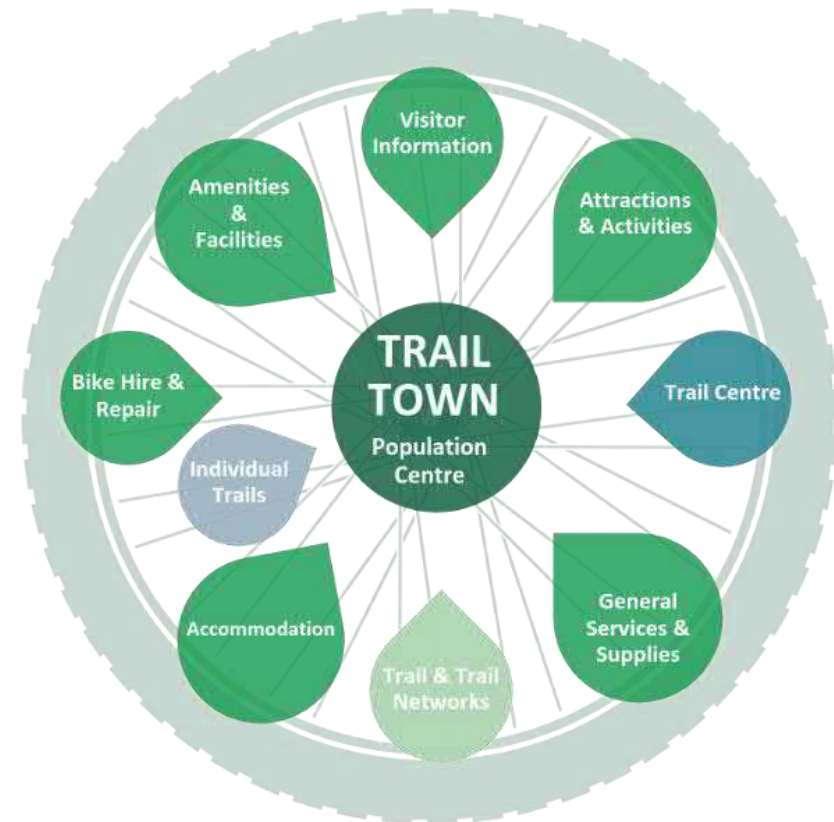 Visitor
Information
Amenities
&
Facilities
Attractions
& Activities
TRAIL
TOWN
Population
Centre
Bike Hire &
Repair
Trail Centre
Individual
Trails
Accommodation
General
Services &
Supplies
Trail & Trail
Networks